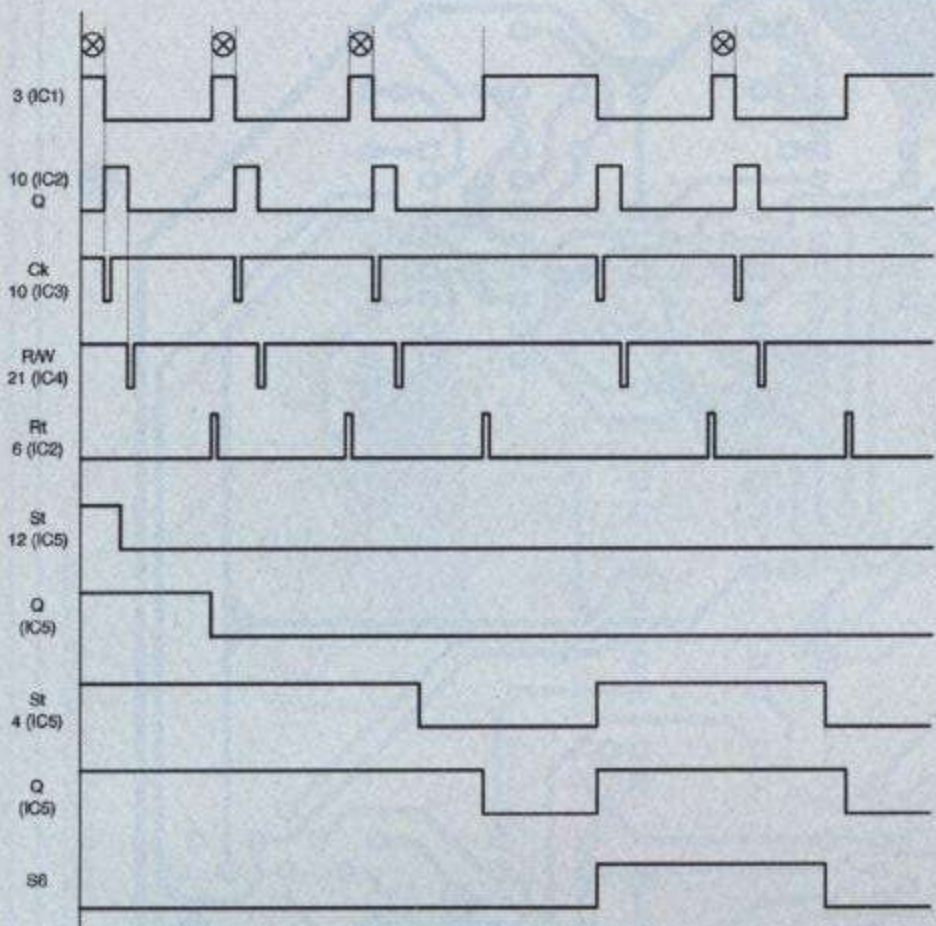 3 (IC1)
10 (IC2)
Q
Ck
10 (IC3)
R/W
21 (IC4)
Rt
6 (IC2)
St
12 (IC5)
Q
(IC5)
St
4 (IC5)
Q
(IC5)
S6